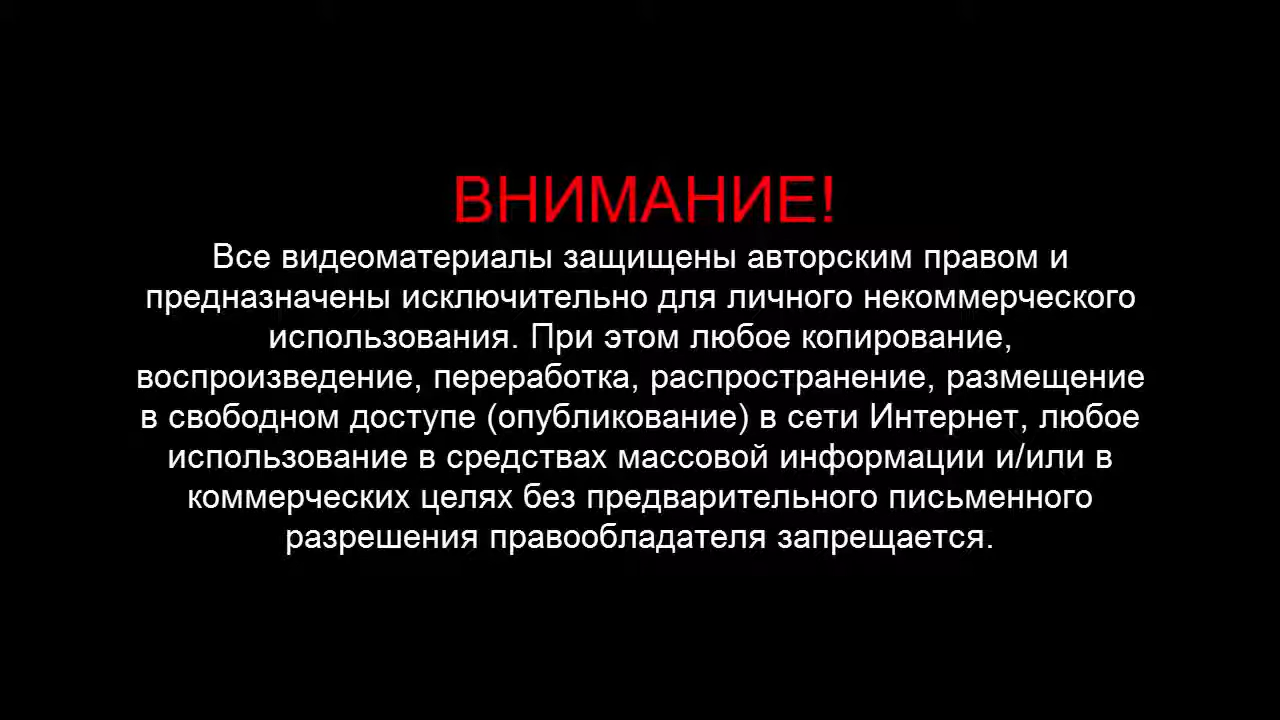 ВНИМАНИЕ!
Все видеоматериалы защищены авторским правом и
предназначены исключительно для личного некоммерческого
использования. При этом любое копирование,
воспроизведение, переработка, распространение, размещение
в свободном доступе (опубликование) в сети Интернет, любое
использование в средствах массовой информации и/или в
коммерческих целях без предварительного письменного
разрешения правообладателя запрещается.